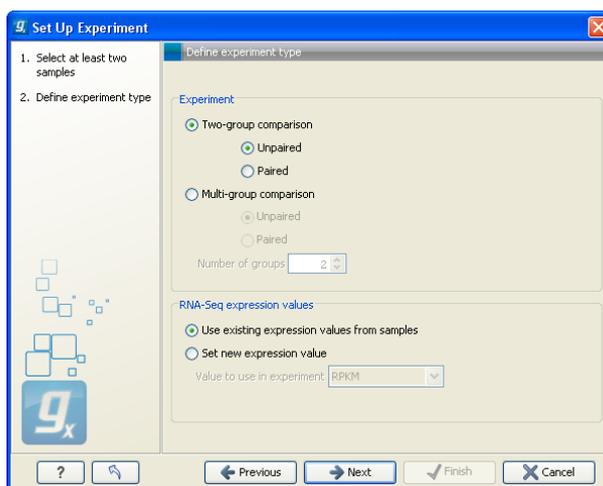 Set Up Experiment
1. Select at least two
samples
2. Define experiment type
Define experiment type
Experiment
Two-group comparison
Unpaired
Paired
Multi-group comparison
Unpaired
Paired
Number of groups 2
RNA-Seq expression values
Use existing expression values from samples
Set new expression value
Value to use in experiment RPKM
gx
? Previous Next Finish Cancel